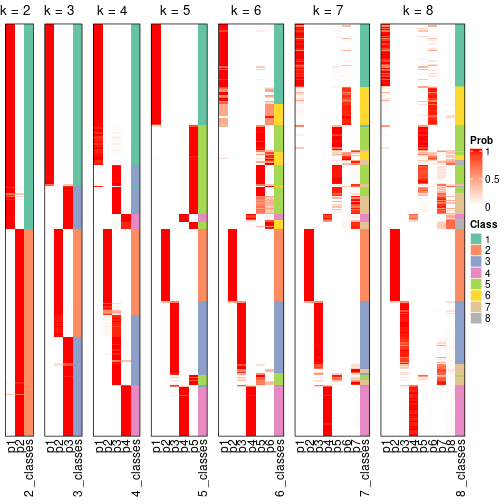 k = 2 k = 3 k = 4 k = 5 k = 6 k = 7 k = 8
Prob
1
0.5
0
Class
1
2
3
4
5
6
7
8
p1 p2 2_classes p1 p2 p3 3_classes p1 p2 p3 p4 4_classes p1 p2 p3 p4 p5 5_classes p1 p2 p3 p4 p5 p6 6_classes p1 p2 p3 p4 p5 p6 p7 7_classes p1 p2 p3 p4 p5 p6 p7 p8 8_classes